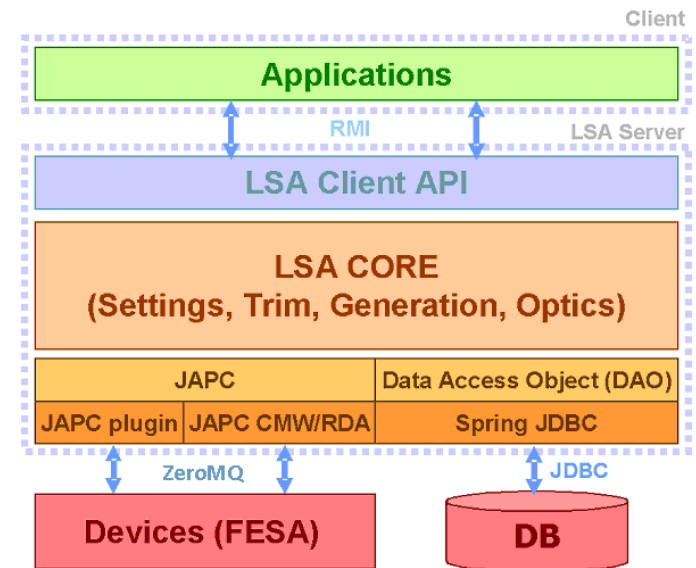 Client
Applications
RMI
LSA Server
LSA Client API
LSA CORE
(Settings, Trim, Generation, Optics)
JAPC
Data Access Object (DAO)
JAPC plugin
JAPC CMW/RDA
Spring JDBC
ZeroMQ
JDBC
Devices (FESA)
DB